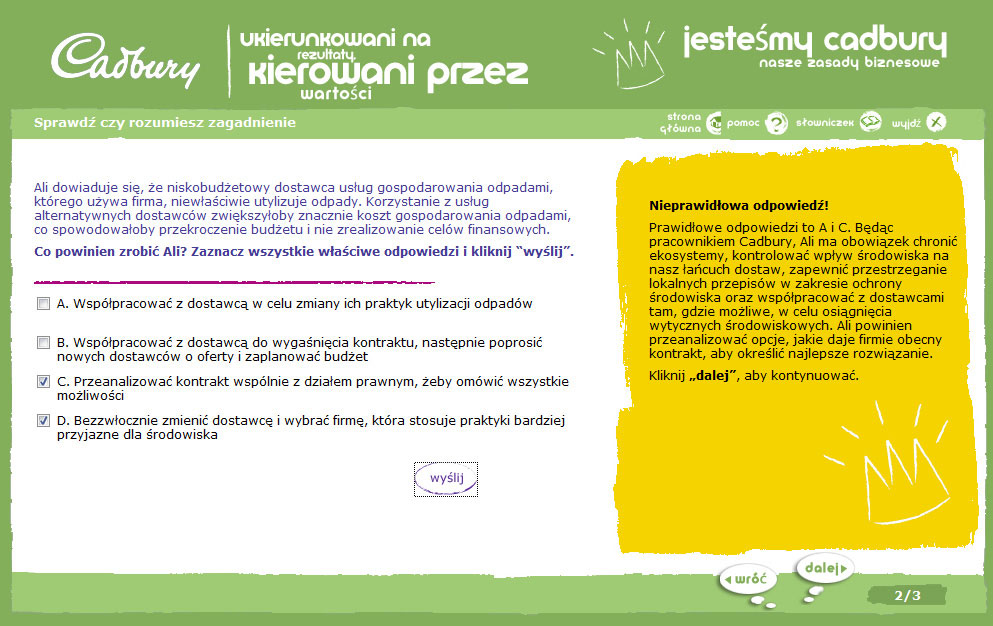 Cadbury
ukierunkowani na
rezultaty,
kierowani przez
wartości
jesteśmy cadbury
nasze zasady biznesowe
Sprawdź czy rozumiesz zagadnienie
strona
główna
pomoc
?
słowniczek
wyjdź
X
Ali dowiaduje się, że niskobudżetowy dostawca usług gospodarowania odpadami,
którego używa firma, niewłaściwie utylizuje odpady. Korzystanie z usług
alternatywnych dostawców zwiększyłoby znacznie koszt gospodarowania odpadami,
co spowodowałoby przekroczenie budżetu i nie zrealizowanie celów finansowych.
Co powinien zrobić Ali? Zaznacz wszystkie właściwe odpowiedzi i kliknij “wyślij”.
A. Współpracować z dostawcą w celu zmiany ich praktyk utylizacji odpadów
B. Współpracować z dostawcą do wygaśnięcia kontraktu, następnie poprosić
nowych dostawców o oferty i zaplanować budżet
C. Przeanalizować kontrakt wspólnie z działem prawnym, żeby omówić wszystkie
możliwości
D. Bezzwłocznie zmienić dostawcę i wybrać firmę, która stosuje praktyki bardziej
przyjazne dla środowiska
wyślij
Nieprawidłowa odpowiedź!
Prawidłowe odpowiedzi to A i C. Będąc
pracownikiem Cadbury, Ali ma obowiązek chronić
ekosystemy, kontrolować wpływ środowiska na
nasz łańcuch dostaw, zapewnić przestrzeganie
lokalnych przepisów w zakresie ochrony
środowiska oraz współpracować z dostawcami
tam, gdzie możliwe, w celu osiągnięcia
wytycznych środowiskowych. Ali powinien
przeanalizować opcje, jakie daje firmie obecny
kontrakt, aby określić najlepsze rozwiązanie.
Kliknij „dalej”, aby kontynuować.
wróć
dalej
2/3